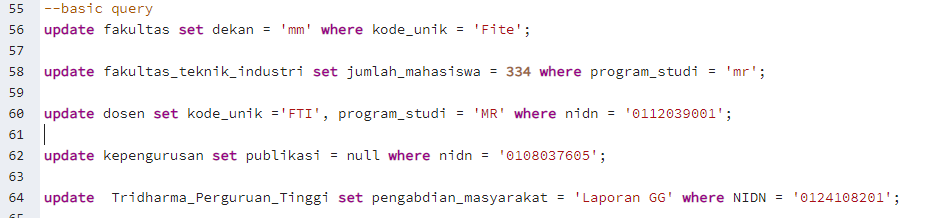 55 --basic query
56 update fakultas set dekan = 'mm' where kode_unik = 'Fite';
57
58 update fakultas_teknik_industri set jumlah_mahasiswa = 334 where program_studi = 'mr';
59
60 update dosen set kode_unik ='FTI', program_studi = 'MR' where nidn = '0112039001';
61
62 update kepengurusan set publikasi = null where nidn = '0108037605';
63
64 update  Tridharma_Perguruan_Tinggi set pengabdian_masyarakat = 'Laporan GG' where NIDN = '0124108201';